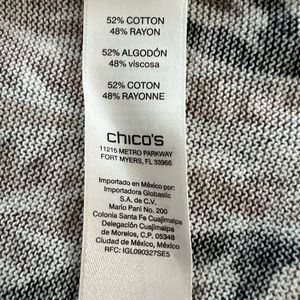 52% COTTON
48% RAYON
52% ALGODÓN
48% viscosa
52% COTON
48% RAYONNE
chico's
11215 METRO PARKWAY
FORT MYERS, FL 33966
Importado en México por:
Importadora Globastic
S.A. de C.V.
Mario Pani No. 200
Colonia Santa Fe Cuajimalpa
Delegación Cuajimalpa
de Morelos, C.P. 05348
Ciudad de México, México
RFC: IGL090327SE5